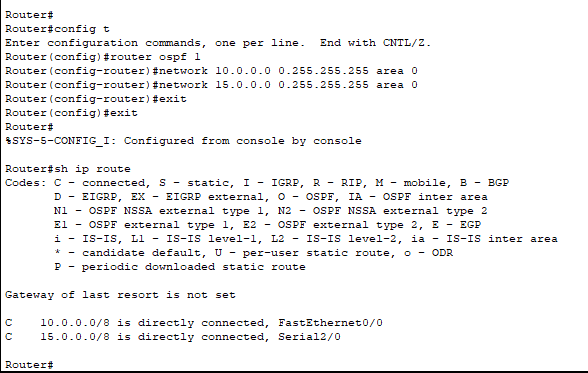 Router#
Router#config t
Enter configuration commands, one per line.  End with CNTL/Z.
Router(config)#router ospf 1
Router(config-router)#network 10.0.0.0 0.255.255.255 area 0
Router(config-router)#network 15.0.0.0 0.255.255.255 area 0
Router(config-router)#exit
Router(config)#exit
Router#
%SYS-5-CONFIG_I: Configured from console by console
Router#sh ip route
Codes: C - connected, S - static, I - IGRP, R - RIP, M - mobile, B - BGP
       D - EIGRP, EX - EIGRP external, O - OSPF, IA - OSPF inter area
       N1 - OSPF NSSA external type 1, N2 - OSPF NSSA external type 2
       E1 - OSPF external type 1, E2 - OSPF external type 2, E - EGP
       i - IS-IS, L1 - IS-IS level-1, L2 - IS-IS level-2, ia - IS-IS inter area
       * - candidate default, U - per-user static route, o - ODR
       P - periodic downloaded static route
Gateway of last resort is not set
C    10.0.0.0/8 is directly connected, FastEthernet0/0
C    15.0.0.0/8 is directly connected, Serial2/0
Router#